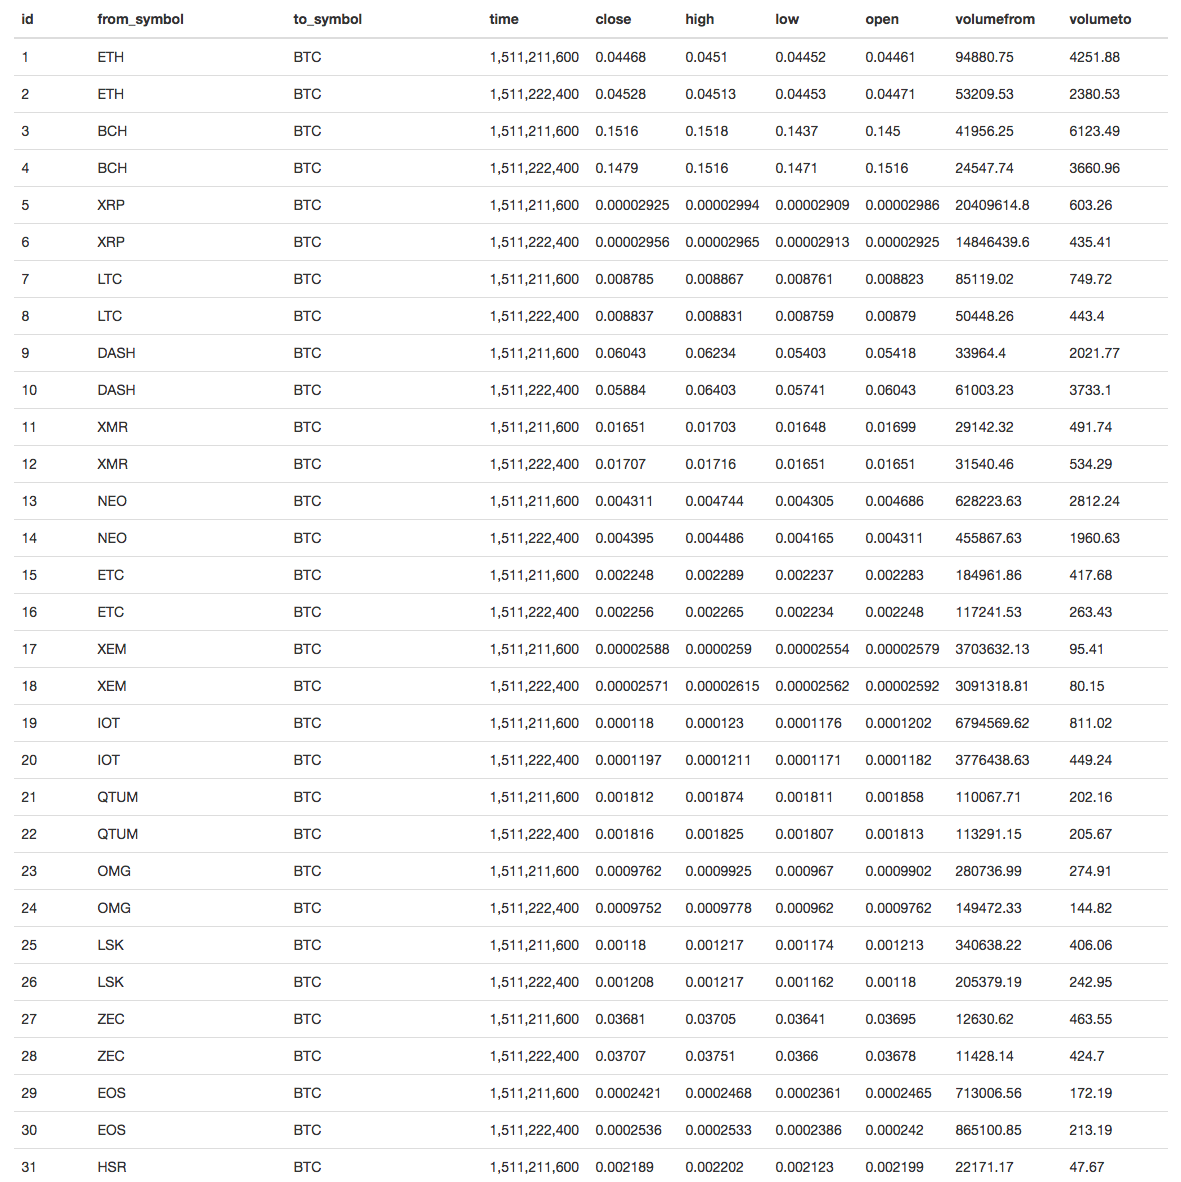 id from_symbol to_symbol time close high low open volumefrom volumeto
1 ETH BTC 1,511,211,600 0.04468 0.0451 0.04452 0.04461 94880.75 4251.88
2 ETH BTC 1,511,222,400 0.04528 0.04513 0.04453 0.04471 53209.53 2380.53
3 BCH BTC 1,511,211,600 0.1516 0.1518 0.1437 0.145 41956.25 6123.49
4 BCH BTC 1,511,222,400 0.1479 0.1516 0.1471 0.1516 24547.74 3660.96
5 XRP BTC 1,511,211,600 0.00002925 0.00002994 0.00002909 0.00002986 20409614.8 603.26
6 XRP BTC 1,511,222,400 0.00002956 0.00002965 0.00002913 0.00002925 14846439.6 435.41
7 LTC BTC 1,511,211,600 0.008785 0.008867 0.008761 0.008823 85119.02 749.72
8 LTC BTC 1,511,222,400 0.008837 0.008831 0.008759 0.00879 50448.26 443.4
9 DASH BTC 1,511,211,600 0.06043 0.06234 0.05403 0.05418 33964.4 2021.77
10 DASH BTC 1,511,222,400 0.05884 0.06403 0.05741 0.06043 61003.23 3733.1
11 XMR BTC 1,511,211,600 0.01651 0.01703 0.01648 0.01699 29142.32 491.74
12 XMR BTC 1,511,222,400 0.01707 0.01716 0.01651 0.01651 31540.46 534.29
13 NEO BTC 1,511,211,600 0.004311 0.004744 0.004305 0.004686 628223.63 2812.24
14 NEO BTC 1,511,222,400 0.004395 0.004486 0.004165 0.004311 455867.63 1960.63
15 ETC BTC 1,511,211,600 0.002248 0.002289 0.002237 0.002283 184961.86 417.68
16 ETC BTC 1,511,222,400 0.002256 0.002265 0.002234 0.002248 117241.53 263.43
17 XEM BTC 1,511,211,600 0.00002588 0.0000259 0.00002554 0.00002579 3703632.13 95.41
18 XEM BTC 1,511,222,400 0.00002571 0.00002615 0.00002562 0.00002592 3091318.81 80.15
19 IOT BTC 1,511,211,600 0.000118 0.000123 0.0001176 0.0001202 6794569.62 811.02
20 IOT BTC 1,511,222,400 0.0001197 0.0001211 0.0001171 0.0001182 3776438.63 449.24
21 QTUM BTC 1,511,211,600 0.001812 0.001874 0.001811 0.001858 110067.71 202.16
22 QTUM BTC 1,511,222,400 0.001816 0.001825 0.001807 0.001813 113291.15 205.67
23 OMG BTC 1,511,211,600 0.0009762 0.0009925 0.000967 0.0009902 280736.99 274.91
24 OMG BTC 1,511,222,400 0.0009752 0.0009778 0.000962 0.0009762 149472.33 144.82
25 LSK BTC 1,511,211,600 0.00118 0.001217 0.001174 0.001213 340638.22 406.06
26 LSK BTC 1,511,222,400 0.001208 0.001217 0.001162 0.00118 205379.19 242.95
27 ZEC BTC 1,511,211,600 0.03681 0.03705 0.03641 0.03695 12630.62 463.55
28 ZEC BTC 1,511,222,400 0.03707 0.03751 0.0366 0.03678 11428.14 424.7
29 EOS BTC 1,511,211,600 0.0002421 0.0002468 0.0002361 0.0002465 713006.56 172.19
30 EOS BTC 1,511,222,400 0.0002536 0.0002533 0.0002386 0.000242 865100.85 213.19
31 HSR BTC 1,511,211,600 0.002189 0.002202 0.002123 0.002199 22171.17 47.67